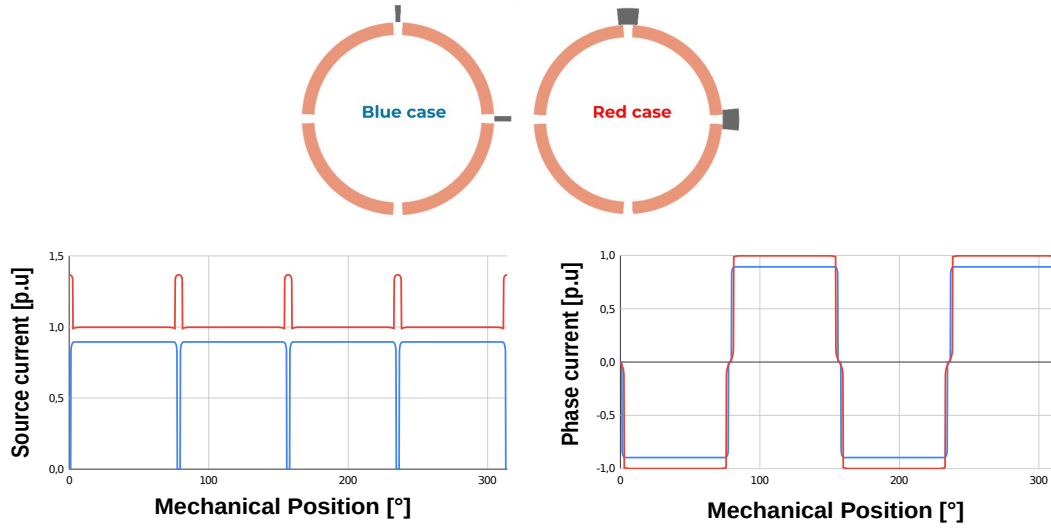 Blue case
Red case
Source current [p.u]
1,5
1,0
0,5
0,0
0
100
200
300
Mechanical Position [°]
Phase current [p.u]
1,0
0,5
0,0
-0,5
-1,0
0
100
200
300
Mechanical Position [°]